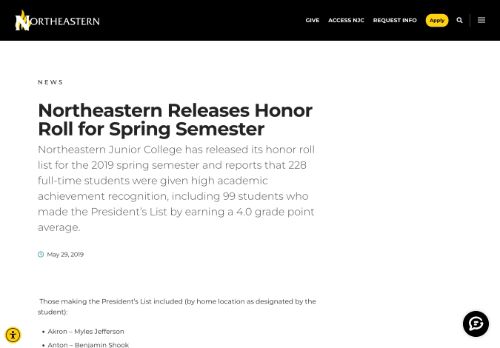 NORTHEASTERN
GIVE ACCESS NJC REQUEST INFO Apply
NEWS
Northeastern Releases Honor
Roll for Spring Semester
Northeastern Junior College has released its honor roll
list for the 2019 spring semester and reports that 228
full-time students were given high academic
achievement recognition, including 99 students who
made the President's List by earning a 4.0 grade point
average.
May 29, 2019
Those making the President's List included (by home location as designated by the
student):
• Akron – Myles Jefferson
• Anton – Benjamin Shook